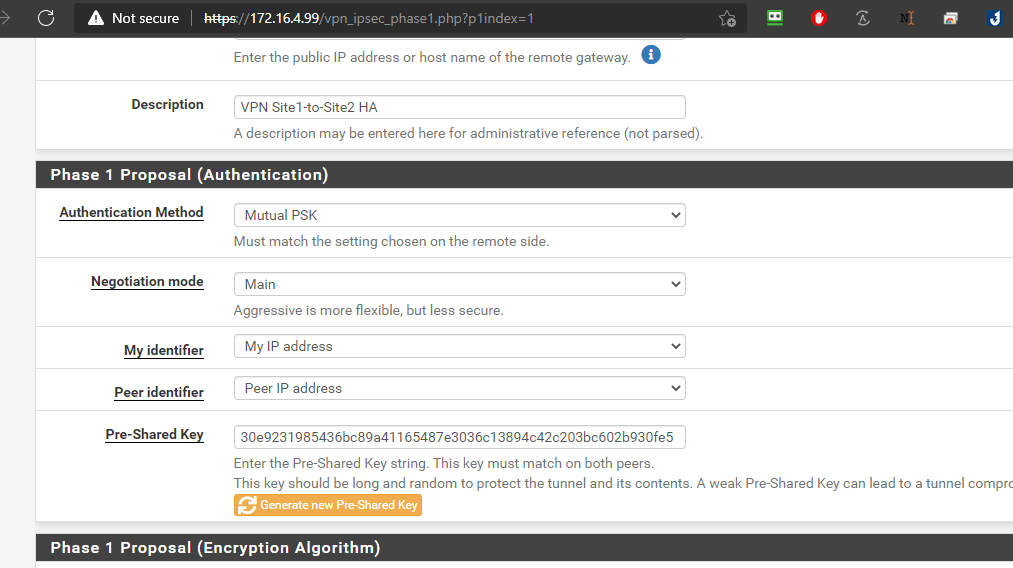 Not secure | https://172.16.4.99/vpn_ipsec_phase1.php?p1index=1
Enter the public IP address or host name of the remote gateway.
Description
VPN Site1-to-Site2 HA
A description may be entered here for administrative reference (not parsed).
Phase 1 Proposal (Authentication)
Authentication Method
Mutual PSK
Must match the setting chosen on the remote side.
Negotiation mode
Main
Aggressive is more flexible, but less secure.
My identifier
My IP address
Peer identifier
Peer IP address
Pre-Shared Key
30e9231985436bc89a41165487e3036c13894c42c203bc602b930fe5
Enter the Pre-Shared Key string. This key must match on both peers.
This key should be long and random to protect the tunnel and its contents. A weak Pre-Shared Key can lead to a tunnel compro
Generate new Pre-Shared Key
Phase 1 Proposal (Encryption Algorithm)